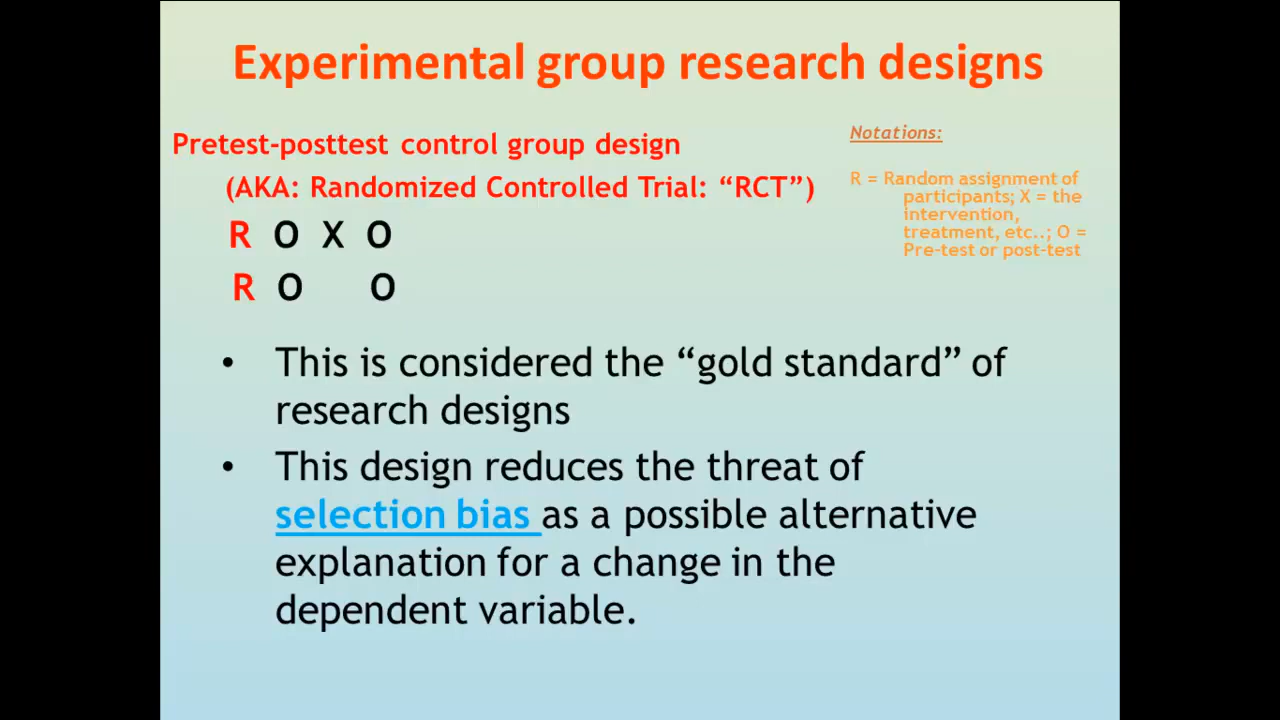 Experimental group research designs
Pretest-posttest control group design
(AKA: Randomized Controlled Trial: “RCT”)
R O X O
R O O
Notations:
R = Random assignment of
participants; X = the
intervention,
treatment, etc..; O =
Pre-test or post-test
• This is considered the “gold standard” of
research designs
• This design reduces the threat of
selection bias as a possible alternative
explanation for a change in the
dependent variable.